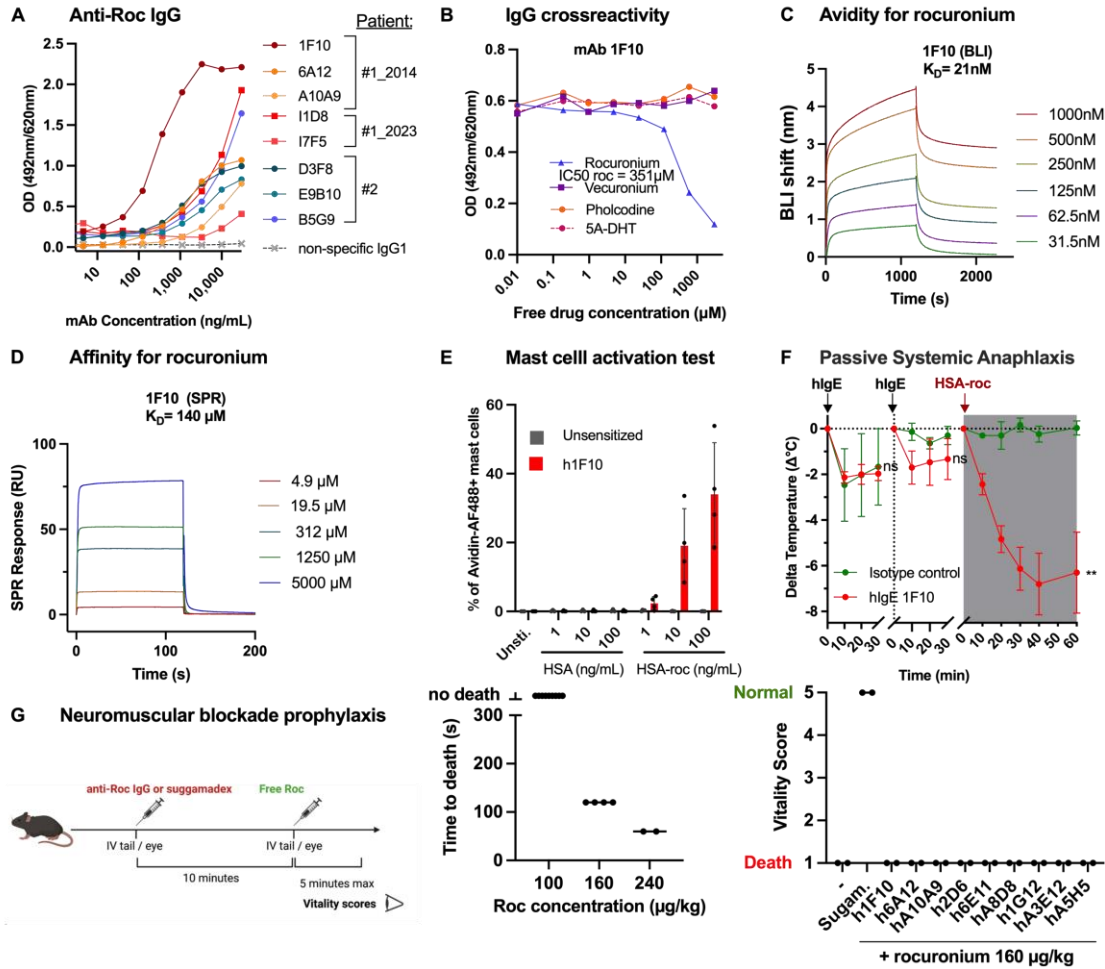 A Anti-Roc IgG
Patient:
OD (492nm/620nm)
2.5
2.0
1.5
1.0
0.5
0.0
10
100
1,000
10,000
mAb Concentration (ng/mL)
1F10
6A12
A10A9
I1D8
I7F5
D3F8
E9B10
B5G9
non-specific IgG1
#1_2014
#1_2023
#2
B IgG crossreactivity
mAb 1F10
OD (492nm/620nm)
0.8
0.6
0.4
0.2
0.0
Rocuronium
IC50 roc = 351µM
Vecuronium
Pholcodine
5A-DHT
0.01
0.1
1
10
100
1000
Free drug concentration (µM)
C Avidity for rocuronium
1F10 (BLI)
KD= 21nM
BLI shift (nm)
5
4
3
2
1
0
0
1200
2000
Time (s)
1000nM
500nM
250nM
125nM
62.5nM
31.5nM
D Affinity for rocuronium
1F10 (SPR)
KD= 140 µM
SPR Response (RU)
100
50
0
0
100
200
Time (s)
4.9 µM
19.5 µM
312 µM
1250 µM
5000 µM
E Mast celll activation test
% of Avidin-AF488+ mast cells
60
40
20
0
Unsensitized
h1F10
Unsti.
1
10
100
1
10
100
HSA (ng/mL)
HSA-roc (ng/mL)
F Passive Systemic Anaphlaxis
hIgE
hIgE
HSA-roc
Delta Temperature (Δ°C)
0
-2
-4
-6
-8
ns
ns
**
Isotype control
hIgE 1F10
0
10
20
30
0
10
20
30
0
10
20
30
40
50
60
Time (min)
G Neuromuscular blockade prophylaxis
anti-Roc IgG or suggamadex
Free Roc
IV tail / eye
IV tail / eye
10 minutes
5 minutes max
Vitality scores
Time to death (s)
no death
300
200
100
0
100
160
240
Roc concentration (µg/kg)
Normal
Death
Vitality Score
5
4
3
2
1
-
Sugam.
h1F10
h6A12
hA10A9
h2D6
h6E11
hA8D8
h1G12
hA3E12
hA5H5
+ rocuronium 160 µg/kg